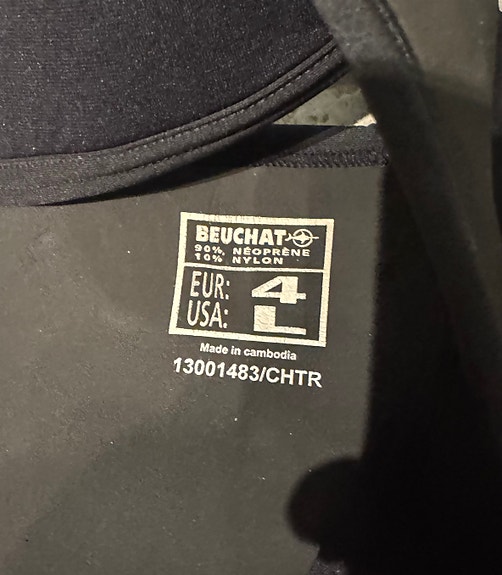 BEUCHAT
90% NÉOPRÈNE
10% NYLON
EUR: 4
USA: L
Made in cambodia
13001483/CHTR